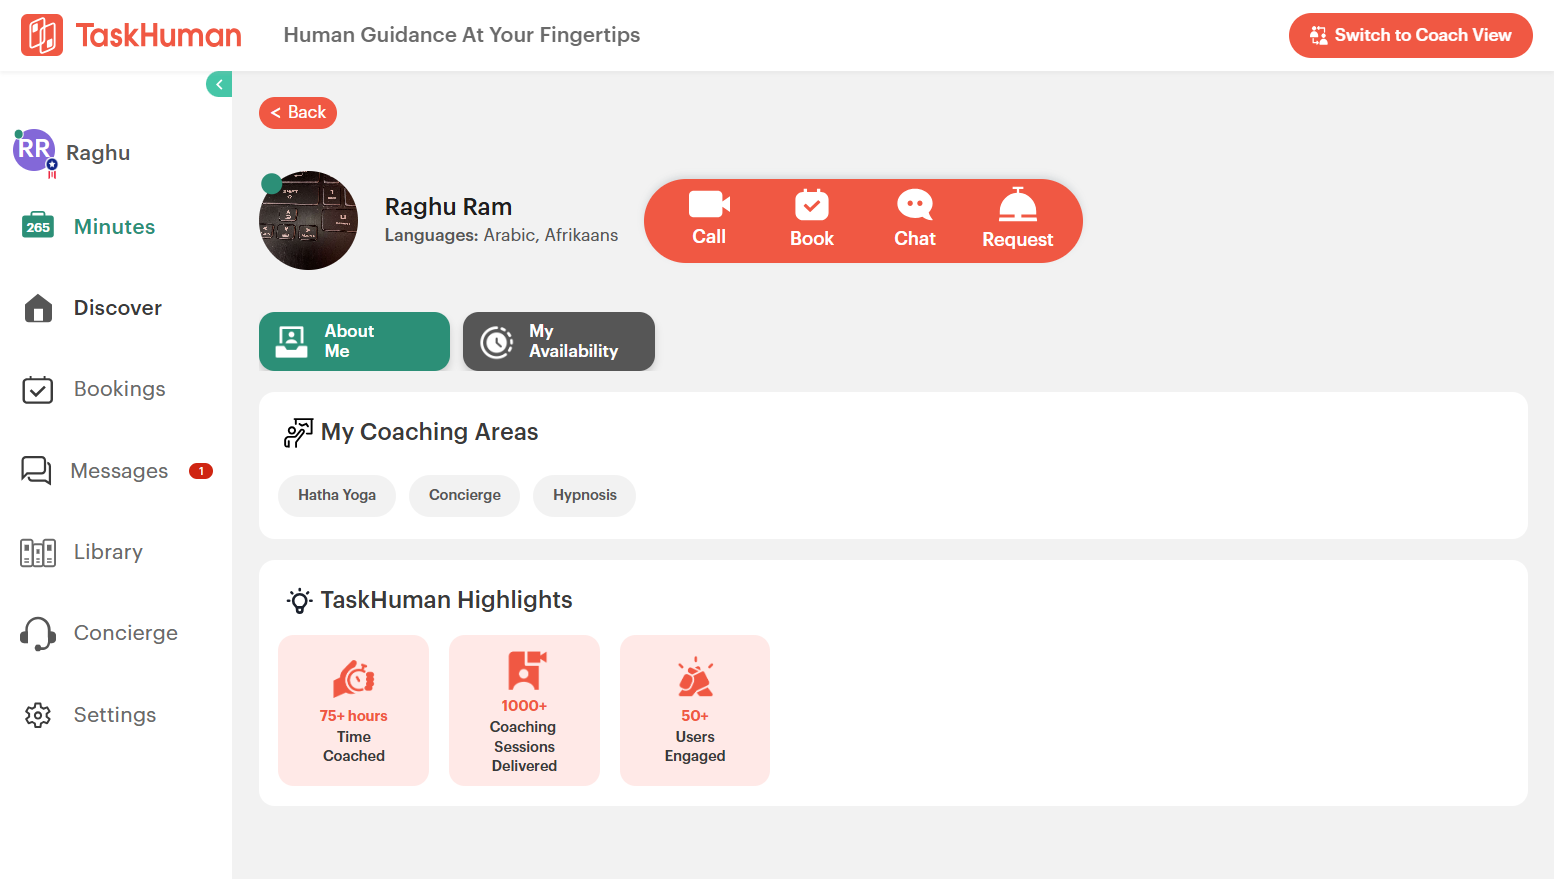 TaskHuman
Human Guidance At Your Fingertips
Switch to Coach View
< Back
RR
Raghu
265
Minutes
Discover
Bookings
Messages
1
Library
Concierge
Settings
Raghu Ram
Languages: Arabic, Afrikaans
Call
Book
Chat
Request
About
Me
My
Availability
My Coaching Areas
Hatha Yoga
Concierge
Hypnosis
TaskHuman Highlights
75+ hours
Time
Coached
1000+
Coaching
Sessions
Delivered
50+
Users
Engaged